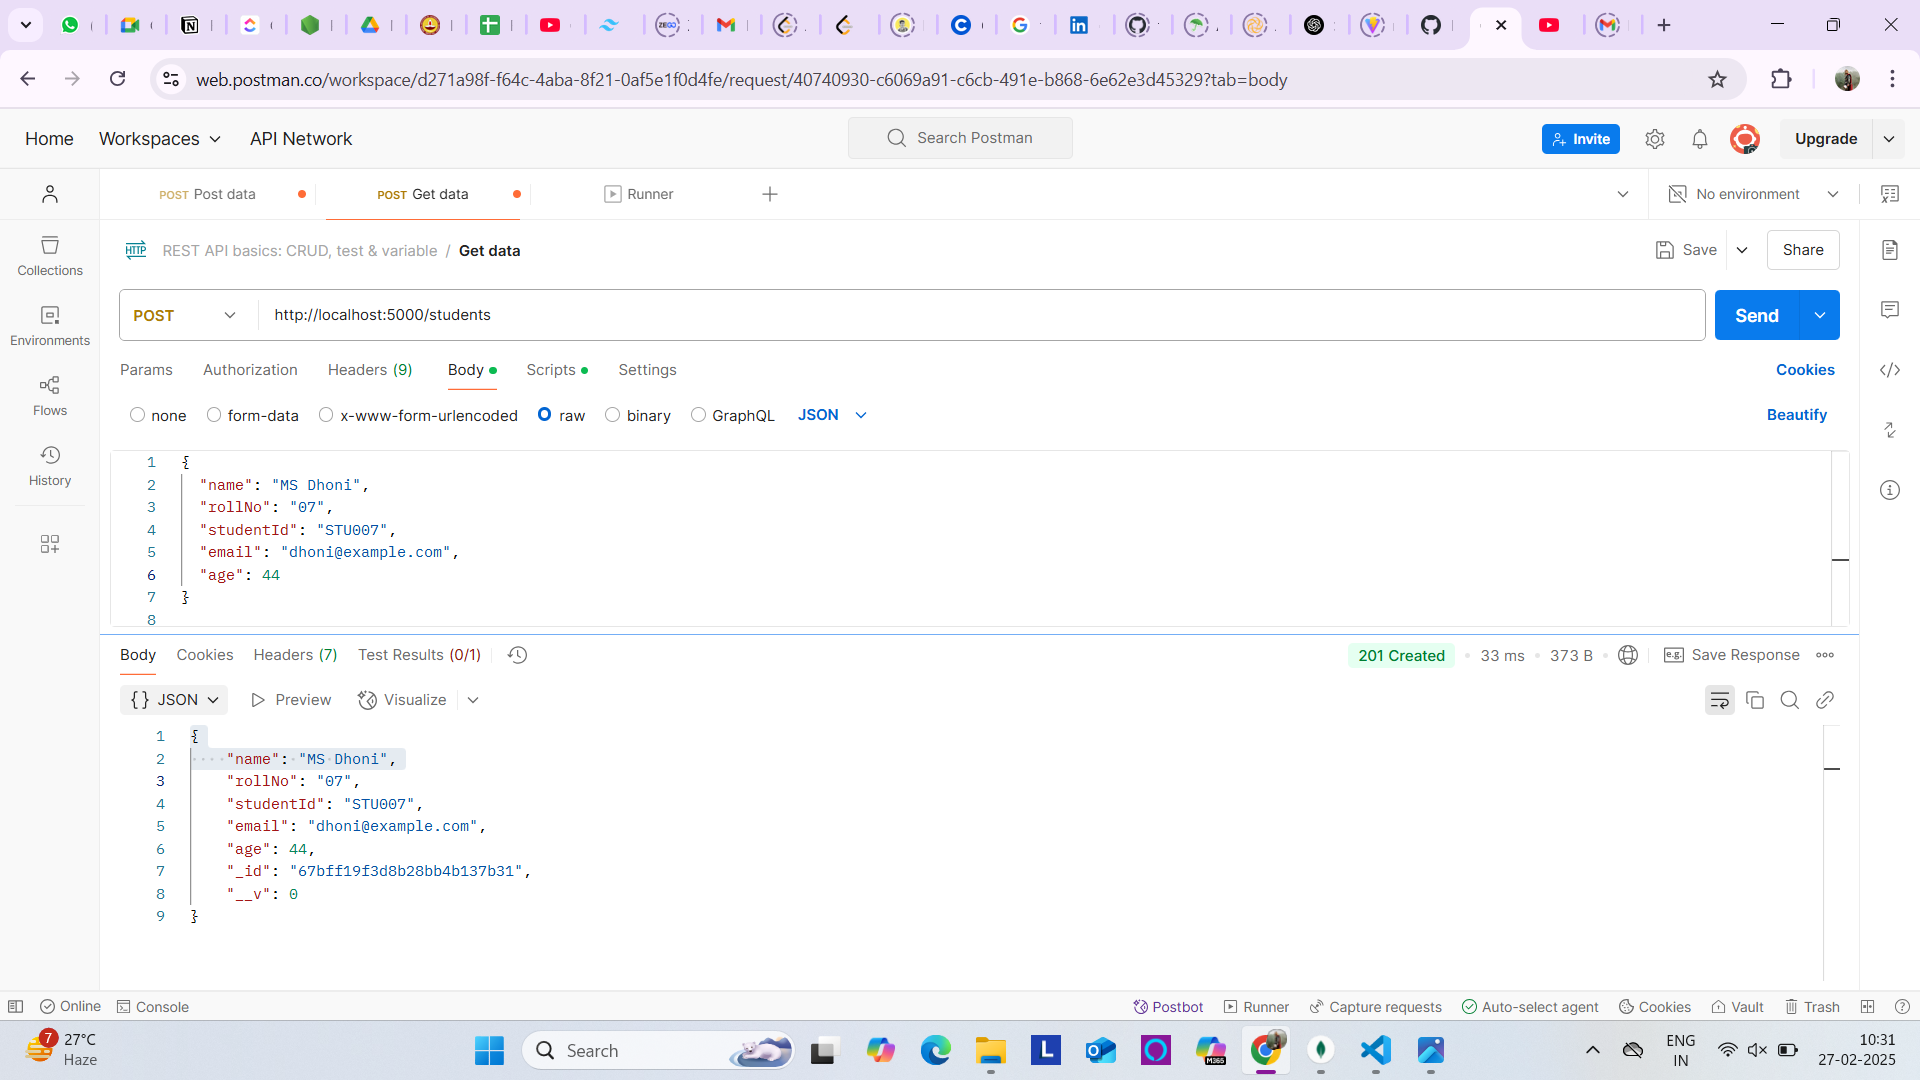 web.postman.co/workspace/d271a98f-f64c-4aba-8f21-0af5e1f0d4fe/request/40740930-c6069a91-c6cb-491e-b868-6e62e3d45329?tab=body
Home Workspaces API Network Search Postman Invite Upgrade
POST Post data POST Get data Runner No environment
HTTP REST API basics: CRUD, test & variable / Get data Save Share
Collections
Environments
Flows
History
POST http://localhost:5000/students Send
Params Authorization Headers (9) Body Scripts Settings Cookies
none form-data x-www-form-urlencoded raw binary GraphQL JSON Beautify
1 {
2 "name": "MS Dhoni",
3 "rollNo": "07",
4 "studentId": "STU007",
5 "email": "dhoni@example.com",
6 "age": 44
7 }
8
Body Cookies Headers (7) Test Results (0/1) 201 Created 33 ms 373 B e.g. Save Response
{} JSON Preview Visualize
1 {
2 "name": "MS Dhoni",
3 "rollNo": "07",
4 "studentId": "STU007",
5 "email": "dhoni@example.com",
6 "age": 44,
7 "_id": "67bff19f3d8b28bb4b137b31",
8 "__v": 0
9 }
Online Console Postbot Runner Capture requests Auto-select agent Cookies Vault Trash
7 27°C
Haze
Search
L
M365
ENG
IN
10:31
27-02-2025